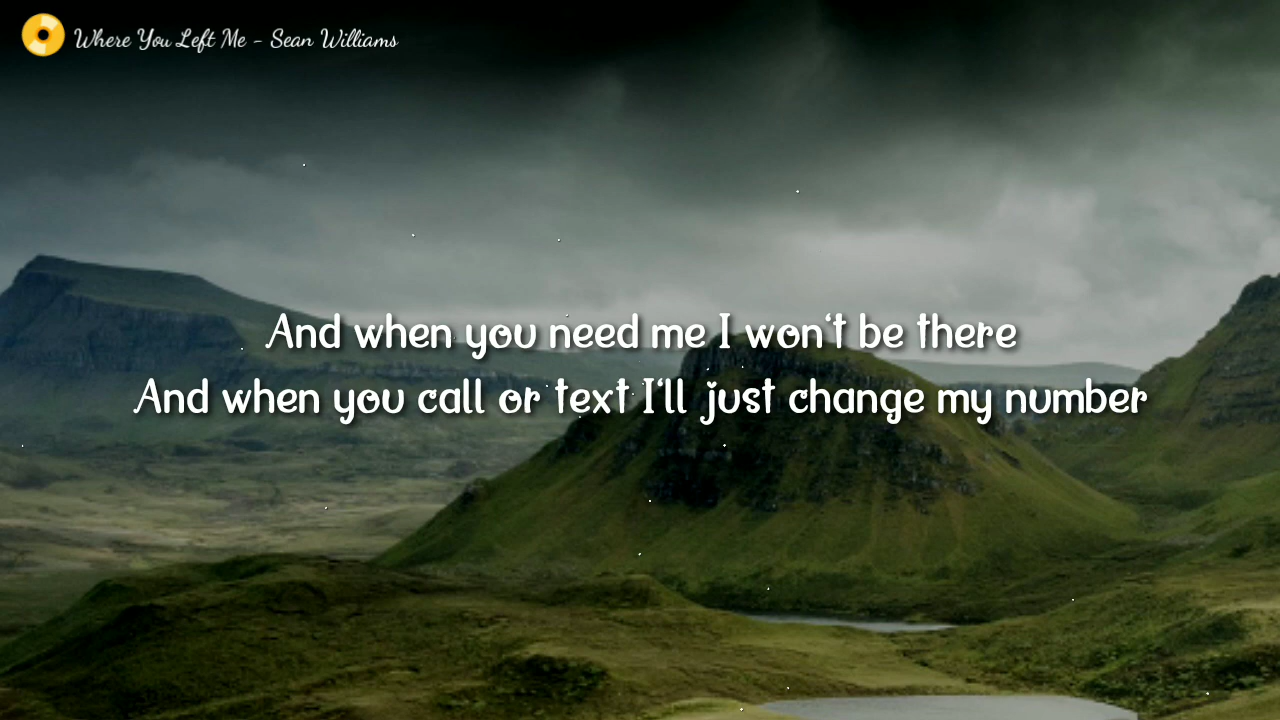 Where You Left Me - Sean Williams
And when you need me I won't be there
And when you call or text I'll just change my number